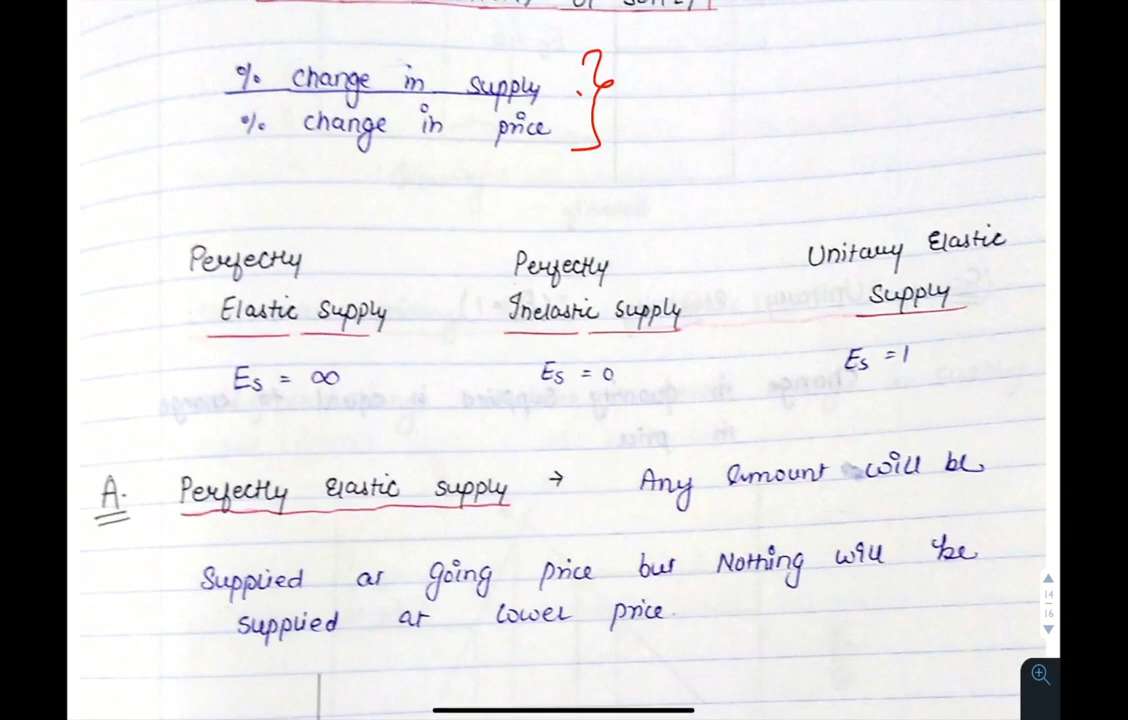 % change in supply
% change in price
Perfectly Perfectly Unitary Elastic
Elastic Supply Inelastic supply Supply
Es = ∞ Es = 0 Es = 1
A. Perfectly Elastic supply → Any Amount will be
Supplied at going price but Nothing will be
supplied at lower price.
14
16